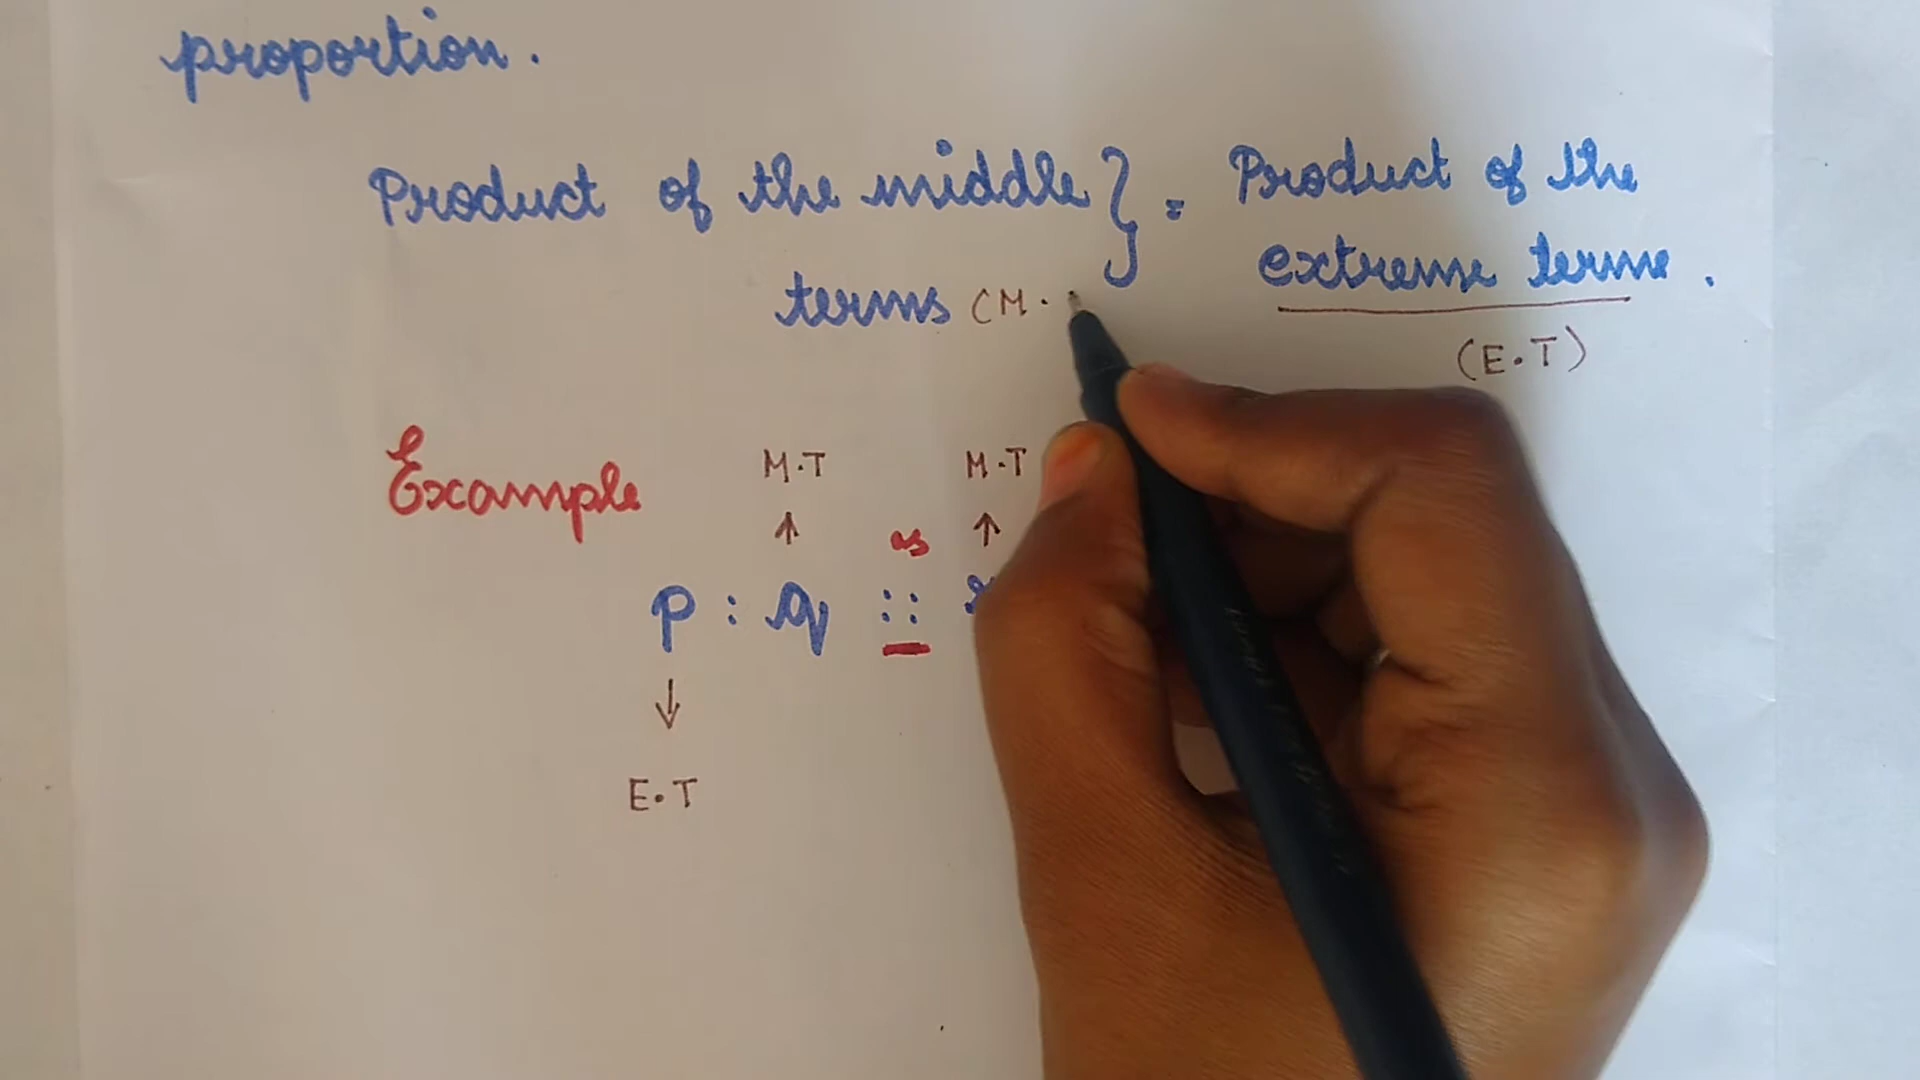 proportion.
Product of the middle } = Product of the
extreme terms.
terms (M.
(E.T)
Example
M.T M.T
as
p : q ::
E.T